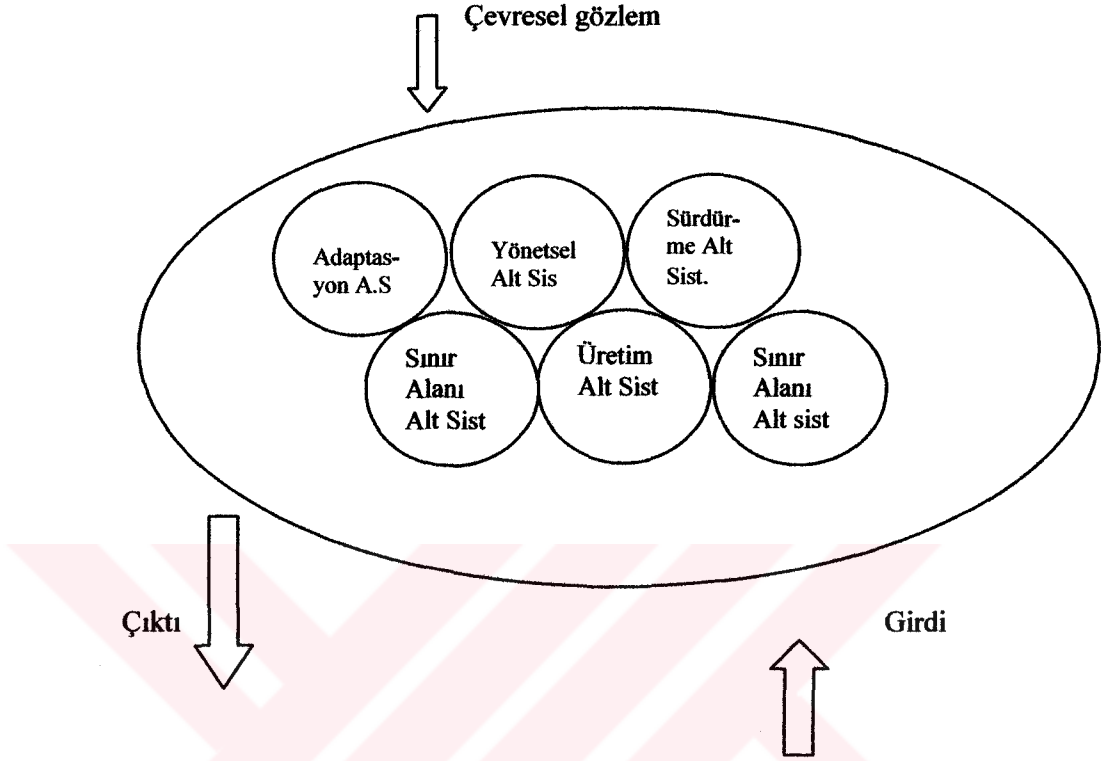 Çevresel gözlem
Adaptas-
yon A.S
Yönetsel
Alt Sis
Sürdür-
me Alt
Sist.
Sınır
Alanı
Alt Sist
Üretim
Alt Sist
Sınır
Alanı
Alt sist
Çıktı
Girdi